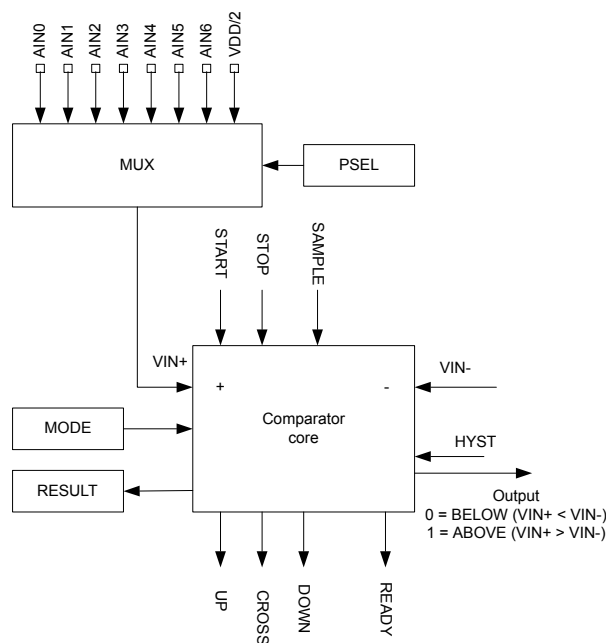 AIN0
AIN1
AIN2
AIN3
AIN4
AIN5
AIN6
VDD/2
MUX
PSEL
START
STOP
SAMPLE
VIN+
VIN-
+
-
MODE
Comparator
core
HYST
RESULT
Output
0 = BELOW (VIN+ < VIN-)
1 = ABOVE (VIN+ > VIN-)
UP
CROSS
DOWN
READY